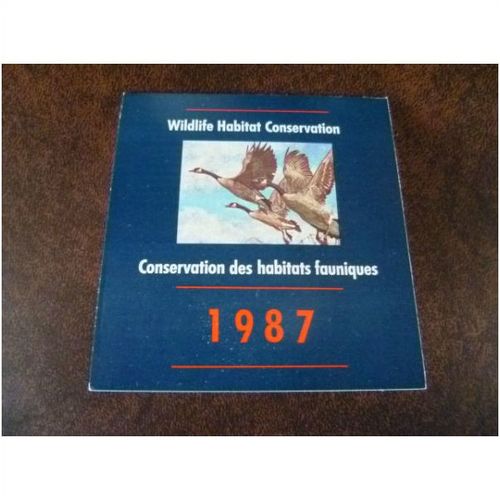 Wildlife Habitat Conservation
Conservation des habitats fauniques
1987